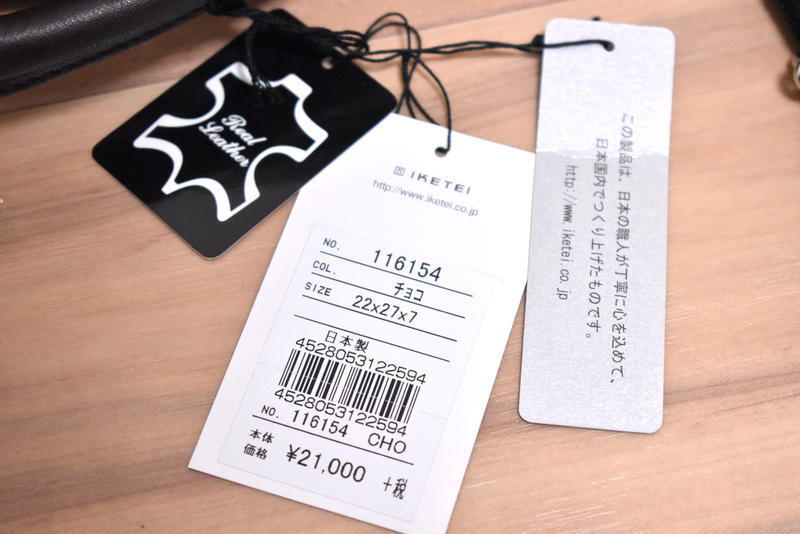 Real
Leather
IKETEI
http://www.iketei.co.jp
NO. 116154
COL. チョコ
SIZE 22x27x7
日本製
4528053122594
4528053122594
NO. 116154 CHO
本体
価格 ¥21,000 +税
この製品は、日本の職人が丁寧に心を込めて、
日本国内でつくり上げたものです。
http://www.iketei.co.jp